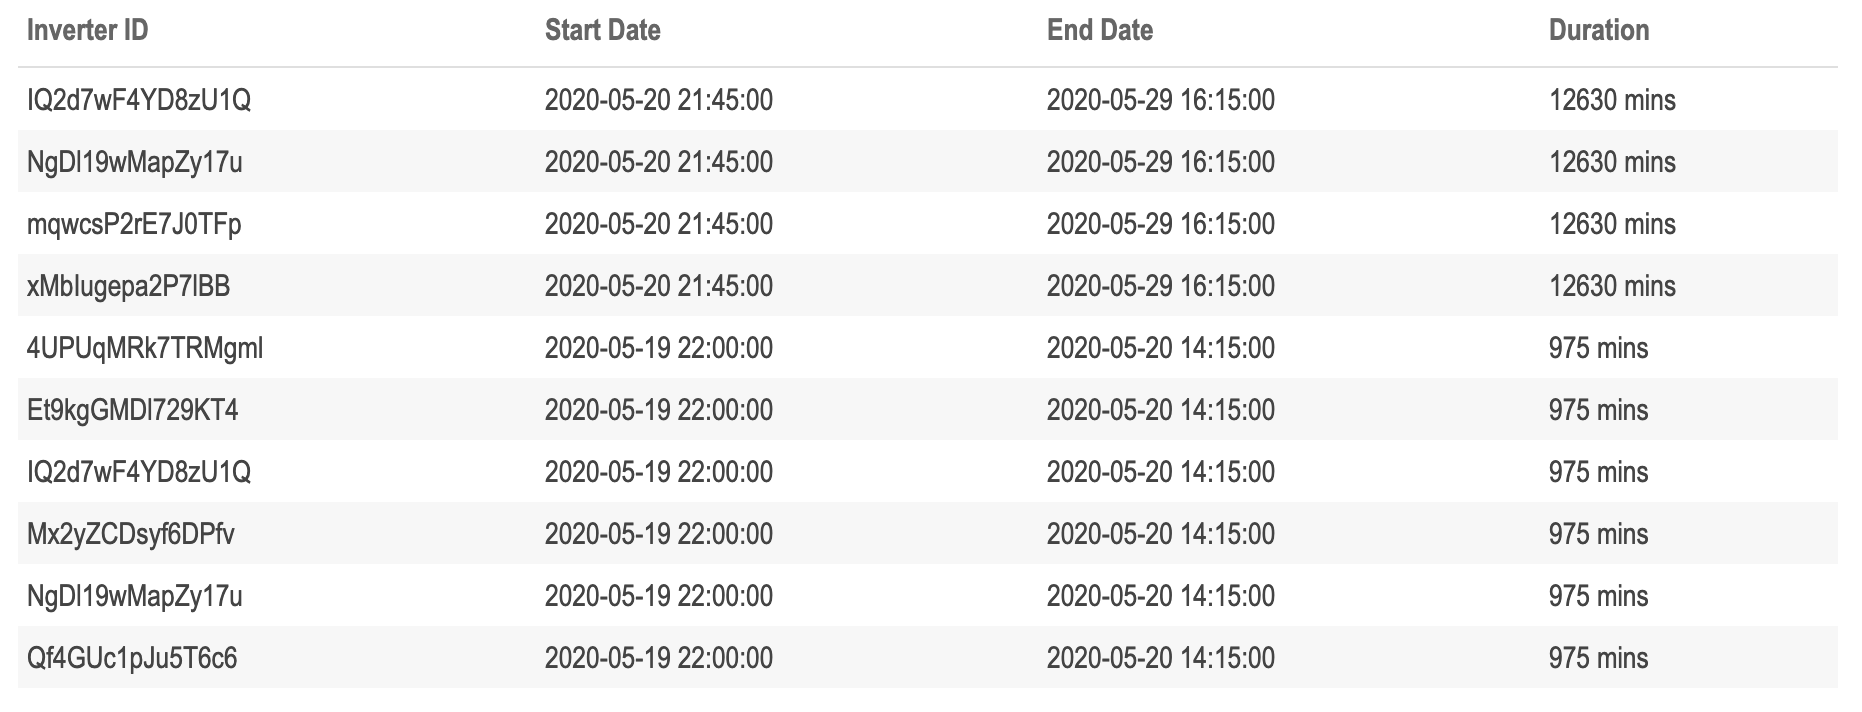 Inverter ID Start Date End Date Duration
IQ2d7wF4YD8zU1Q 2020-05-20 21:45:00 2020-05-29 16:15:00 12630 mins
NgDl19wMapZy17u 2020-05-20 21:45:00 2020-05-29 16:15:00 12630 mins
mqwcsP2rE7J0TFp 2020-05-20 21:45:00 2020-05-29 16:15:00 12630 mins
xMbIugepa2P7lBB 2020-05-20 21:45:00 2020-05-29 16:15:00 12630 mins
4UPUqMRk7TRMgml 2020-05-19 22:00:00 2020-05-20 14:15:00 975 mins
Et9kgGMDl729KT4 2020-05-19 22:00:00 2020-05-20 14:15:00 975 mins
IQ2d7wF4YD8zU1Q 2020-05-19 22:00:00 2020-05-20 14:15:00 975 mins
Mx2yZCDsyf6DPfv 2020-05-19 22:00:00 2020-05-20 14:15:00 975 mins
NgDl19wMapZy17u 2020-05-19 22:00:00 2020-05-20 14:15:00 975 mins
Qf4GUc1pJu5T6c6 2020-05-19 22:00:00 2020-05-20 14:15:00 975 mins